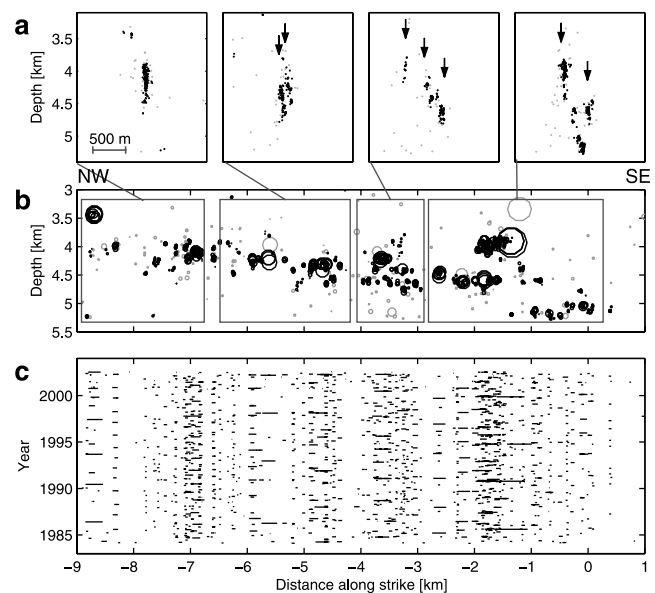 a
Depth [km]
3.5
4
4.5
5
500 m
NW
SE
b
Depth [km]
3
3.5
4
4.5
5
5.5
c
Year
2000
1995
1990
1985
−9 −8 −7 −6 −5 −4 −3 −2 −1 0 1
Distance along strike [km]